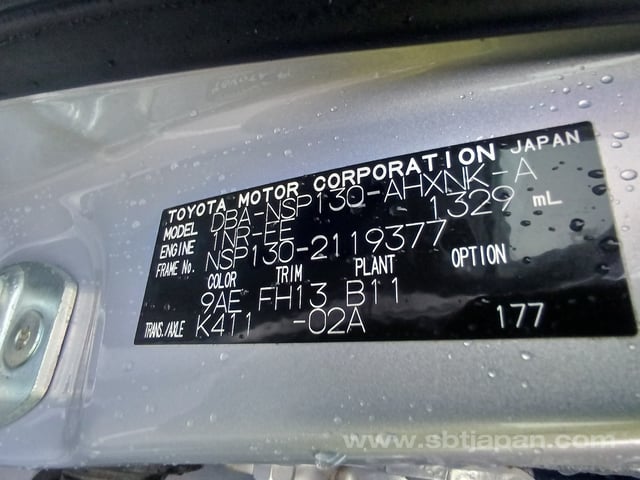 TOYOTA MOTOR CORPORATION JAPAN
MODEL DBA-NSP130-AHXNK-A
ENGINE 1NR-FE 1329 mL
FRAME No. NSP130-2119377
COLOR TRIM PLANT OPTION
9AE FH13 B11
TRANS./AXLE K411 -02A 177
www.sbtjapan.com